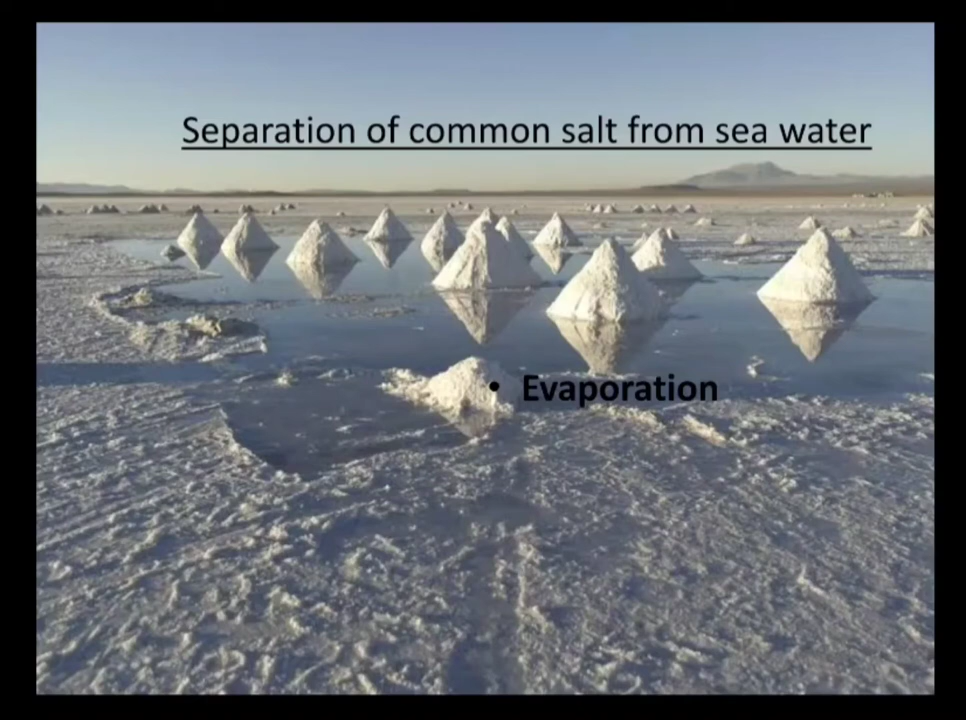 Separation of common salt from sea water
• Evaporation